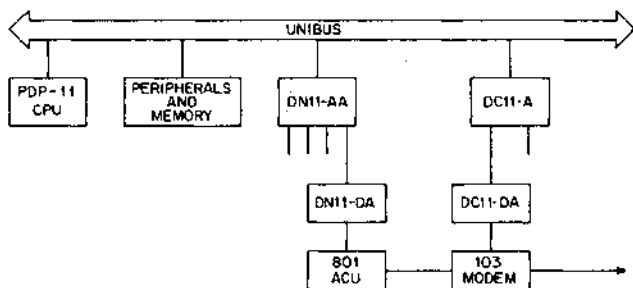 UNIBUS
PDP-11
CPU
PERIPHERALS
AND
MEMORY
DN11-AA
DC11-A
DN11-DA
DC11-DA
801
ACU
103
MODEM